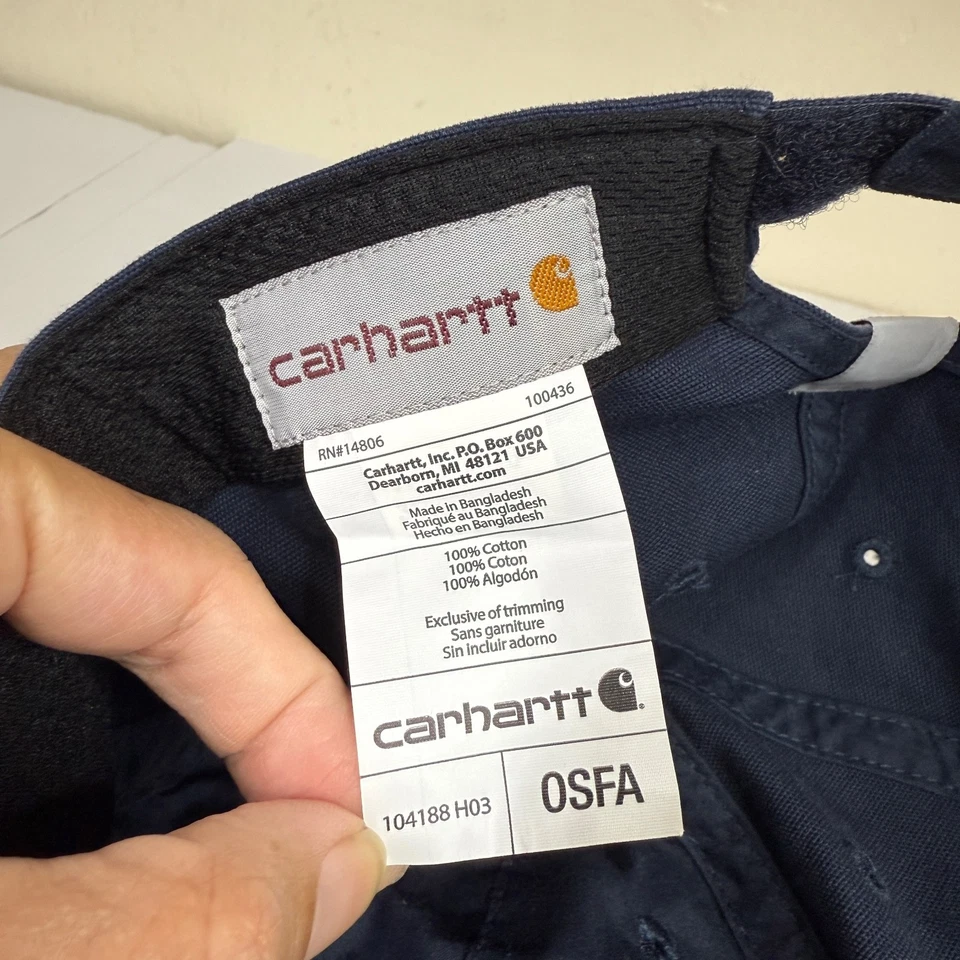 carhartt
RN#14806 100436
Carhartt, Inc. P.O. Box 600
Dearborn, MI 48121 USA
carhartt.com
Made in Bangladesh
Fabriqué au Bangladesh
Hecho en Bangladesh
100% Cotton
100% Coton
100% Algodón
Exclusive of trimming
Sans garniture
Sin incluir adorno
carhartt
104188 H03 OSFA